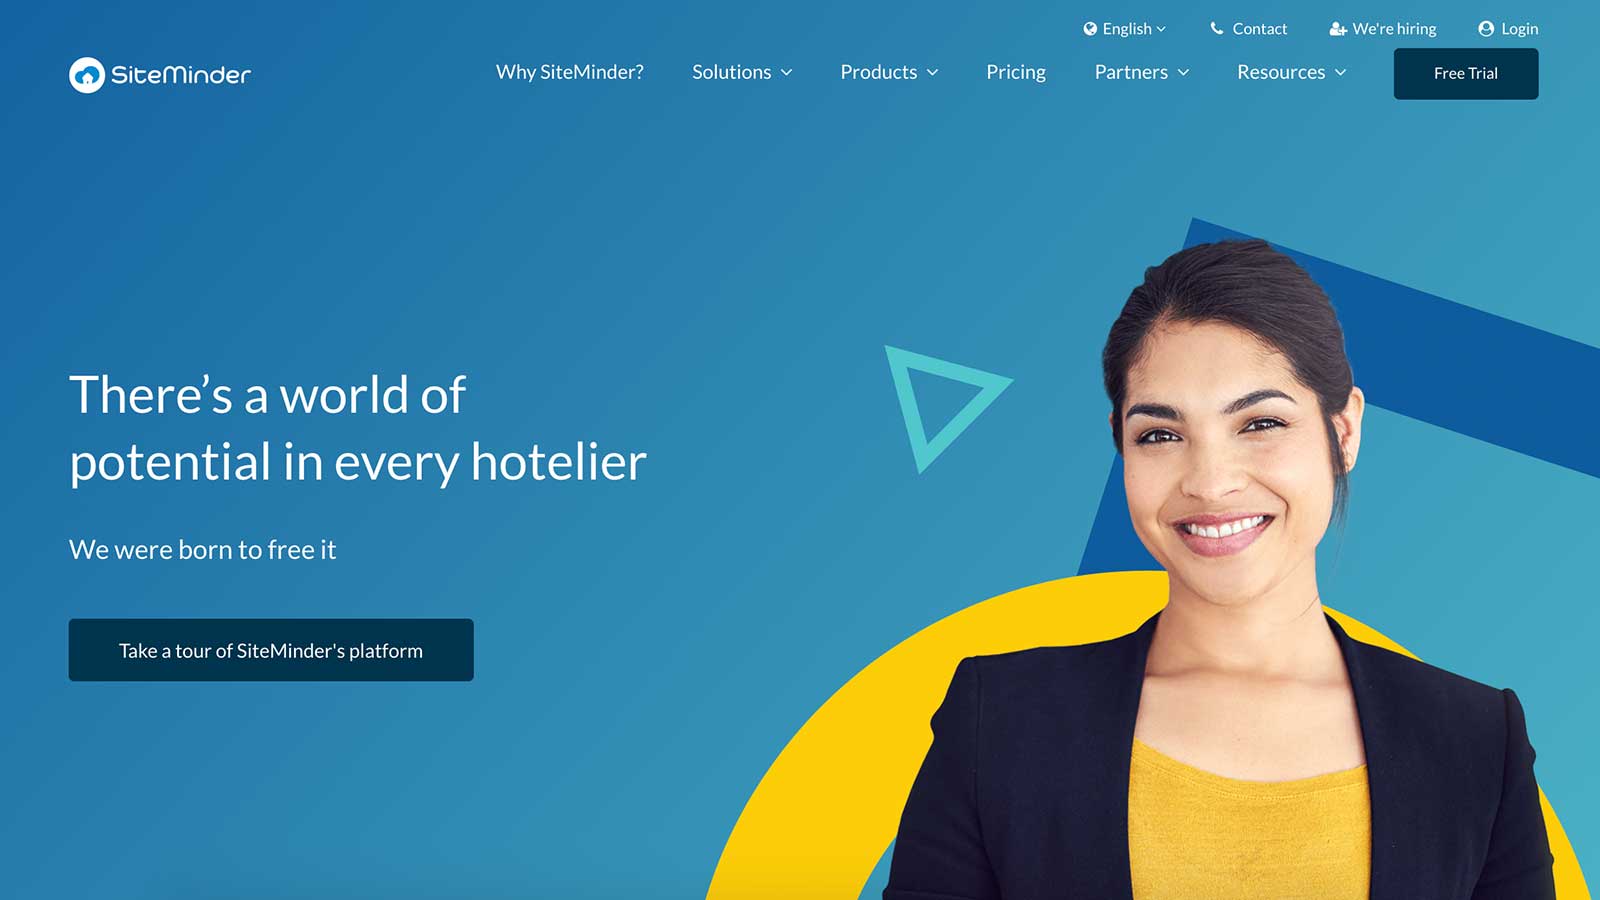 English
Contact
We're hiring
Login
SiteMinder
Why SiteMinder?
Solutions
Products
Pricing
Partners
Resources
Free Trial
There’s a world of
potential in every hotelier
We were born to free it
Take a tour of SiteMinder's platform